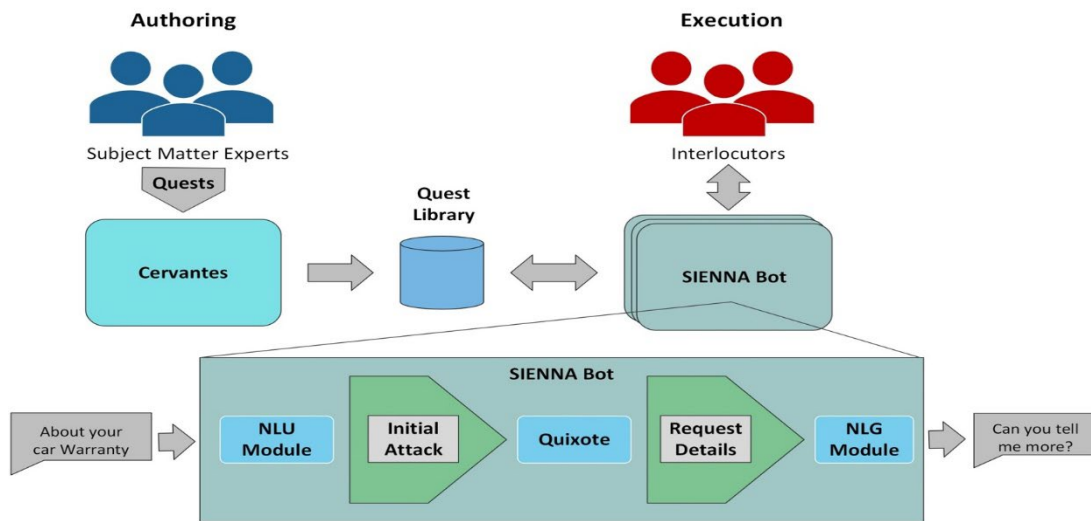 Authoring
Execution
Subject Matter Experts
Interlocutors
Quests
Quest
Library
Cervantes
SIENNA Bot
SIENNA Bot
About your
car Warranty
NLU
Module
Initial
Attack
Quixote
Request
Details
NLG
Module
Can you tell
me more?